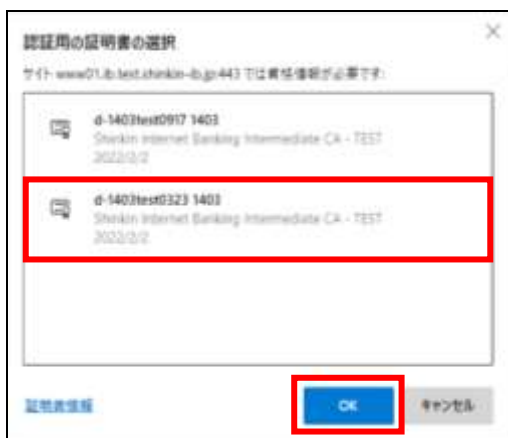 認証用の証明書の選択
サイト www01.ib.test.shinkin-ib.jp:443 では資格情報が必要です:
d-1403test0917 1403
Shinkin Internet Banking Intermediate CA - TEST
2022/2/2
d-1403test0323 1403
Shinkin Internet Banking Intermediate CA - TEST
2022/2/2
証明書情報
OK
キャンセル